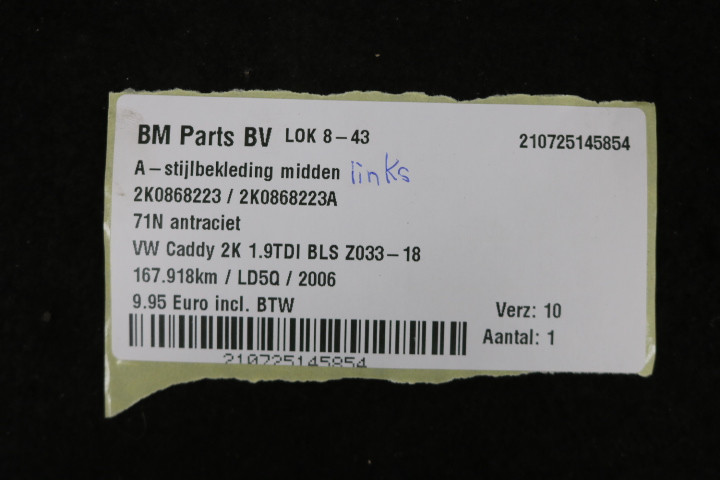 BM Parts BV LOK 8-43 210725145854
A-stijlbekleding midden links
2K0868223 / 2K0868223A
71N antraciet
VW Caddy 2K 1.9TDI BLS Z033-18
167.918km / LD5Q / 2006
9.95 Euro incl. BTW Verz: 10
Aantal: 1
210725145854